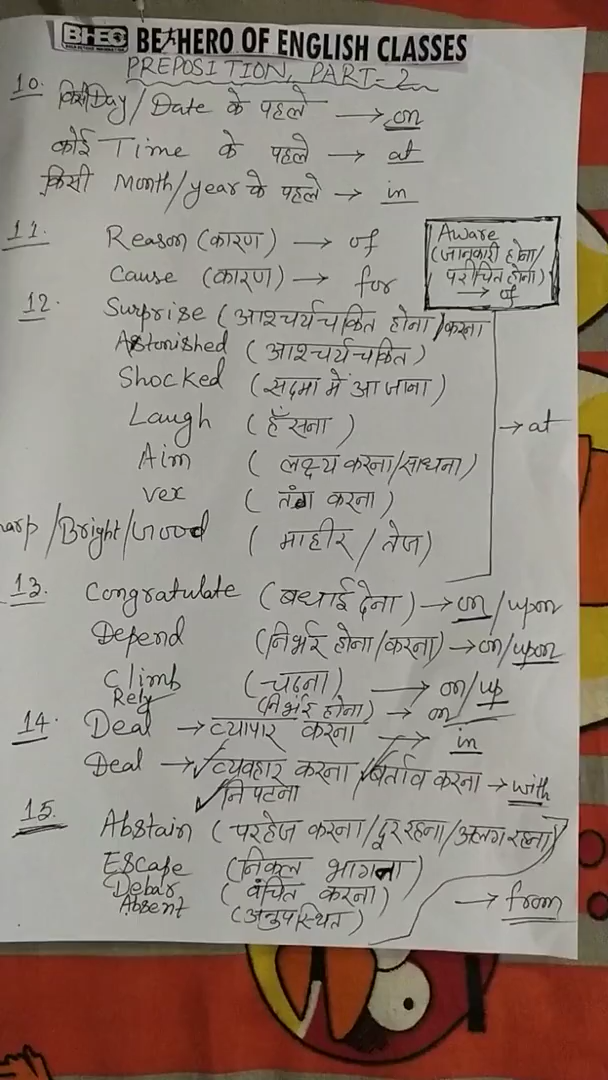 BHEC BE A HERO OF ENGLISH CLASSES
PREPOSITION, PART-2
10. किसी Day/Date के पहले → on
कोई Time के पहले → at
किसी Month/year के पहले → in
11. Reason (कारण) → of
Cause (कारण) → for
Aware
(जानकारी होना/
परीचित होना)
→ of
12. Surprise (आश्चर्यचकित होना/करना
Astonished (आश्चर्यचकित)
Shocked (सदमा में आ जाना)
Laugh (हँसना) → at
Aim (लक्ष्य करना/साधना)
vex (तंग करना)
arp/Bright/Good (माहीर/तेज)
13. Congratulate (बधाई देना) → on/upon
Depend (निर्भर होना/करना) → on/upon
Climb (चढ़ना) → on/up
Rely (निर्भर होना) → on
14. Deal → व्यापार करना → in
Deal → व्यवहार करना/बर्ताव करना → with
निपटना
15. Abstain (परहेज करना/दूर रहना/अलग रहना)
Escape (निकल भागना)
Debar (वंचित करना) → from
Absent (अनुपस्थित)